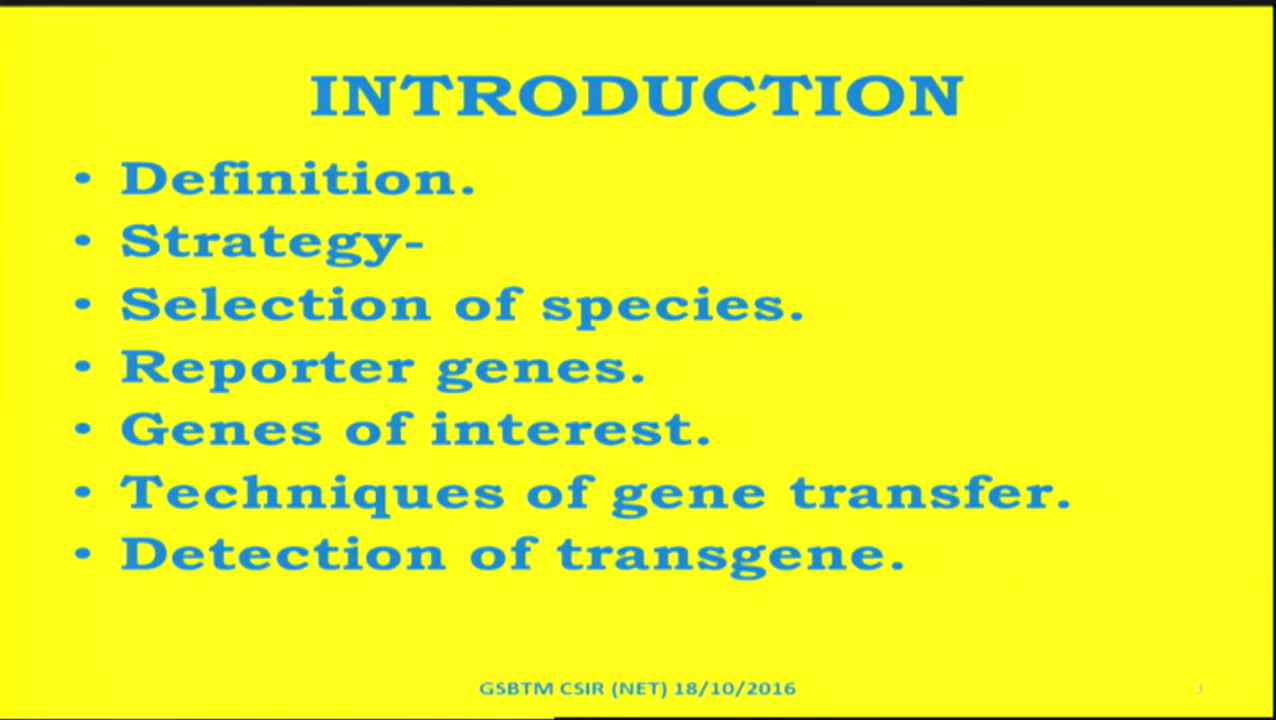 INTRODUCTION
• Definition.
• Strategy-
• Selection of species.
• Reporter genes.
• Genes of interest.
• Techniques of gene transfer.
• Detection of transgene.
GSBTM CSIR (NET) 18/10/2016
3